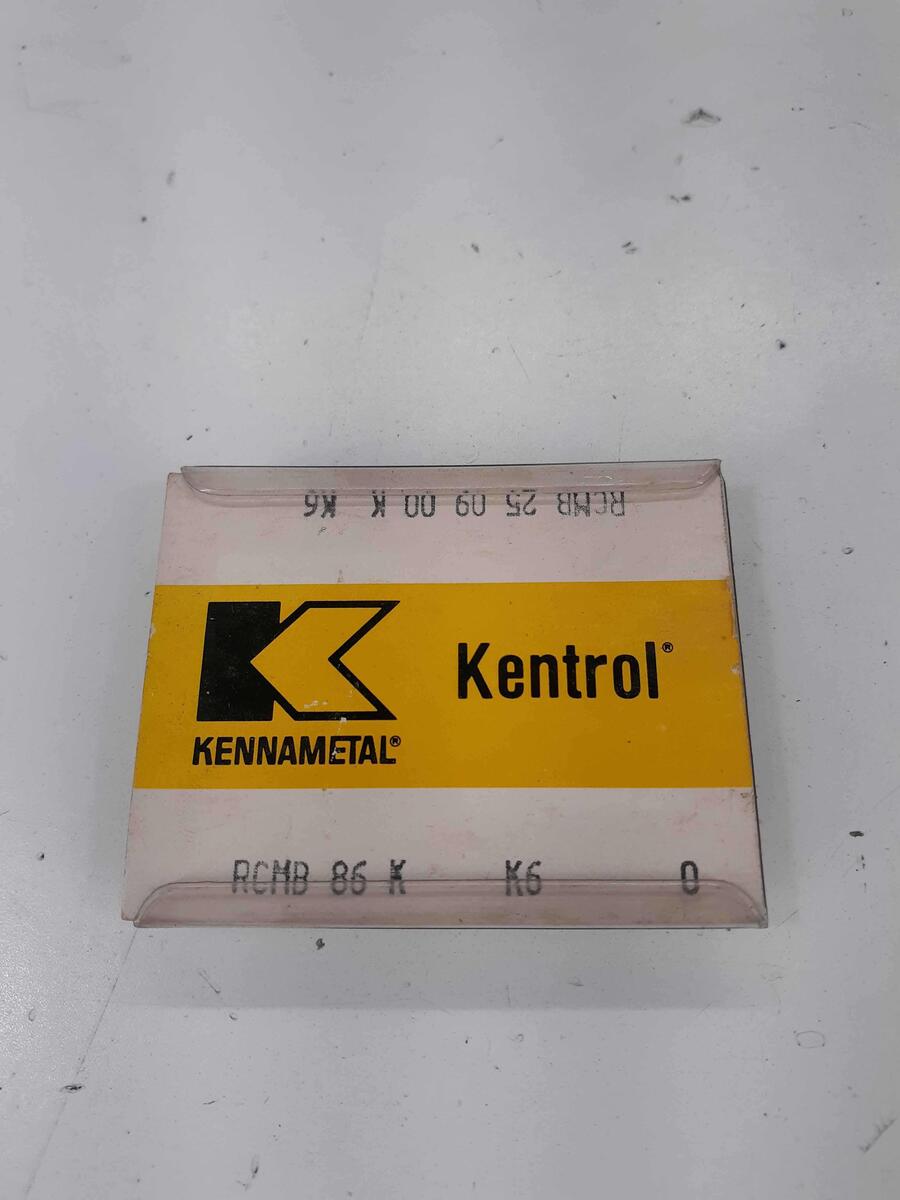 RCMB 25 09 00 K K6
Kentrol®
KENNAMETAL®
RCMB 86 K K6 0